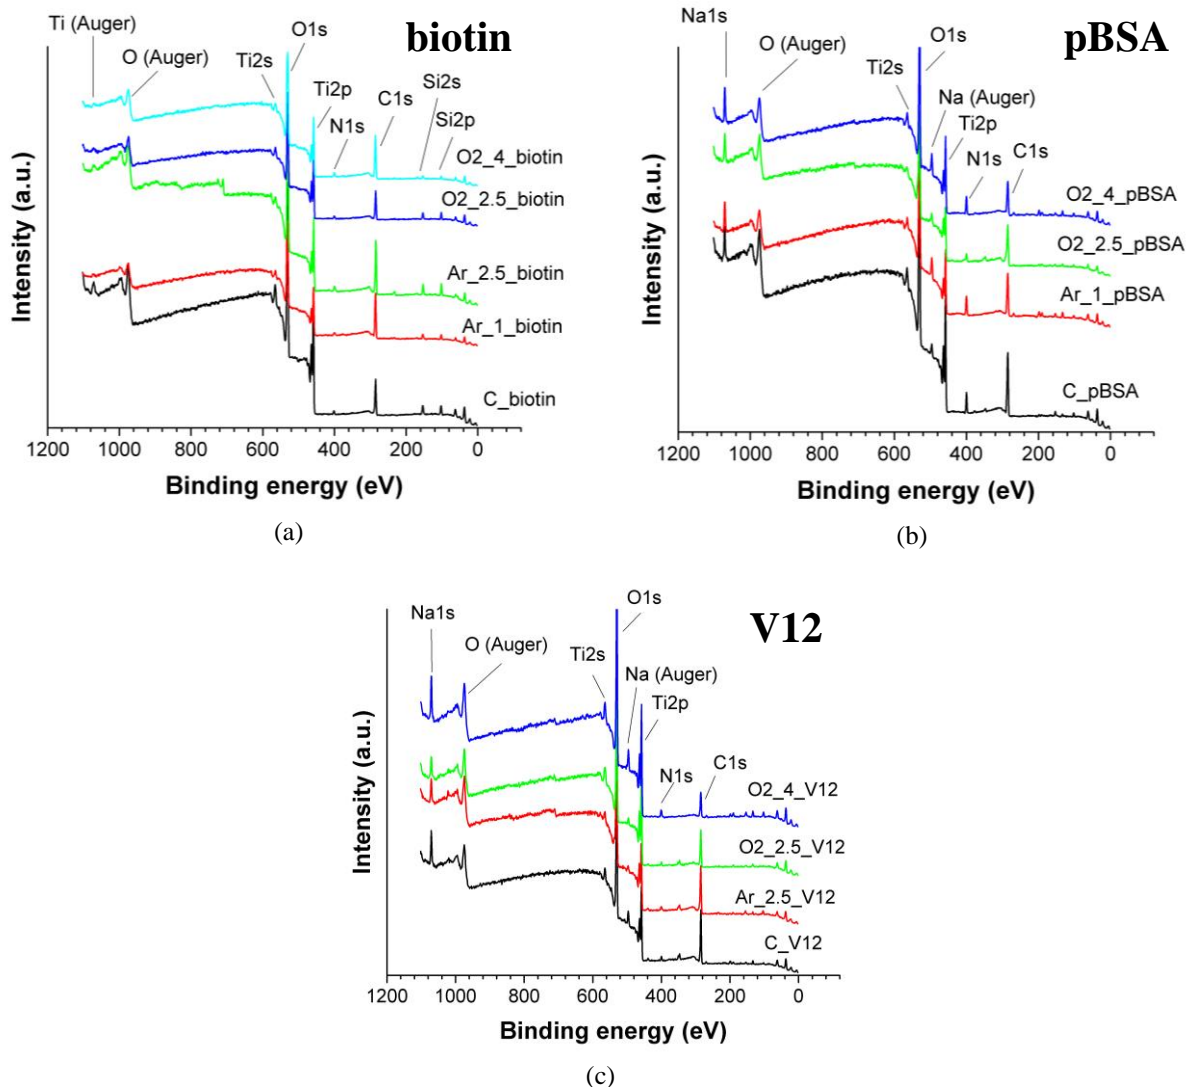 biotin
Ti (Auger)
O (Auger)
Ti2s
O1s
Ti2p
N1s
C1s
Si2s
Si2p
O2_4_biotin
O2_2.5_biotin
Ar_2.5_biotin
Ar_1_biotin
C_biotin
Intensity (a.u.)
1200 1000 800 600 400 200 0
Binding energy (eV)
(a)
pBSA
Na1s
O (Auger)
Ti2s
O1s
Na (Auger)
Ti2p
N1s
C1s
O2_4_pBSA
O2_2.5_pBSA
Ar_1_pBSA
C_pBSA
Intensity (a.u.)
1200 1000 800 600 400 200 0
Binding energy (eV)
(b)
V12
Na1s
O (Auger)
Ti2s
O1s
Na (Auger)
Ti2p
N1s
C1s
O2_4_V12
O2_2.5_V12
Ar_2.5_V12
C_V12
Intensity (a.u.)
1200 1000 800 600 400 200 0
Binding energy (eV)
(c)